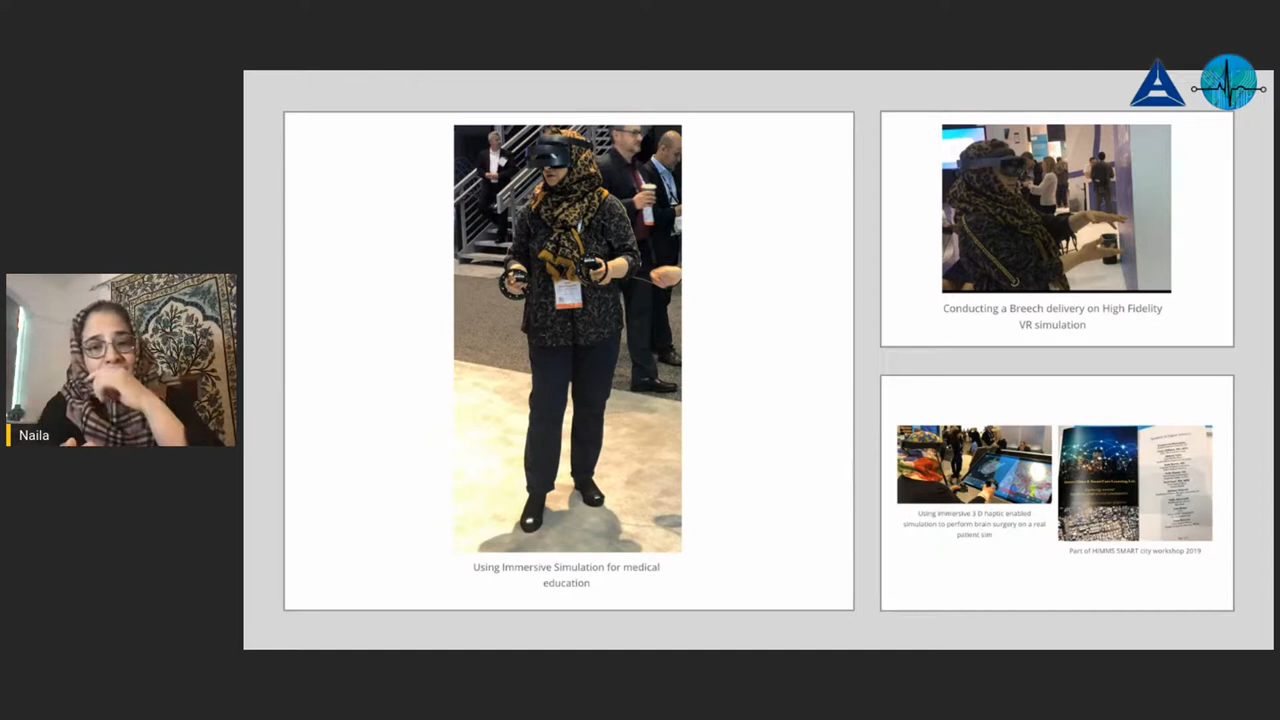 Naila
Using Immersive Simulation for medical
education
Conducting a Breech delivery on High Fidelity
VR simulation
Using immersive 3 D haptic enabled
simulation to perform brain surgery on a real
patient sim
Part of HIMMS SMART city workshop 2019